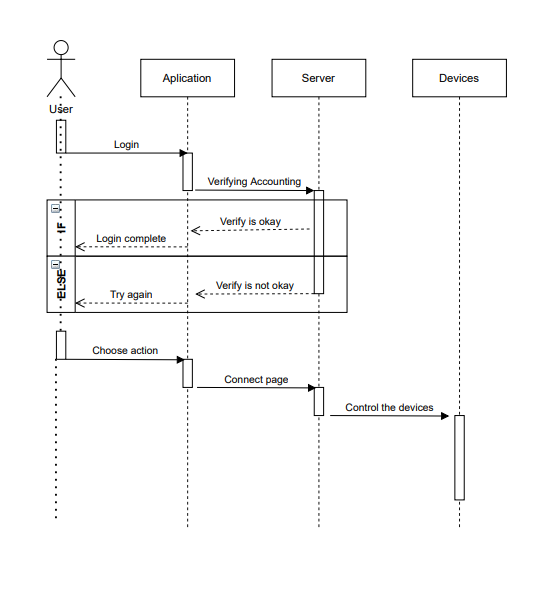 User
Aplication
Server
Devices
Login
Verifying Accounting
IF
Verify is okay
Login complete
ELSE
Verify is not okay
Try again
Choose action
Connect page
Control the devices